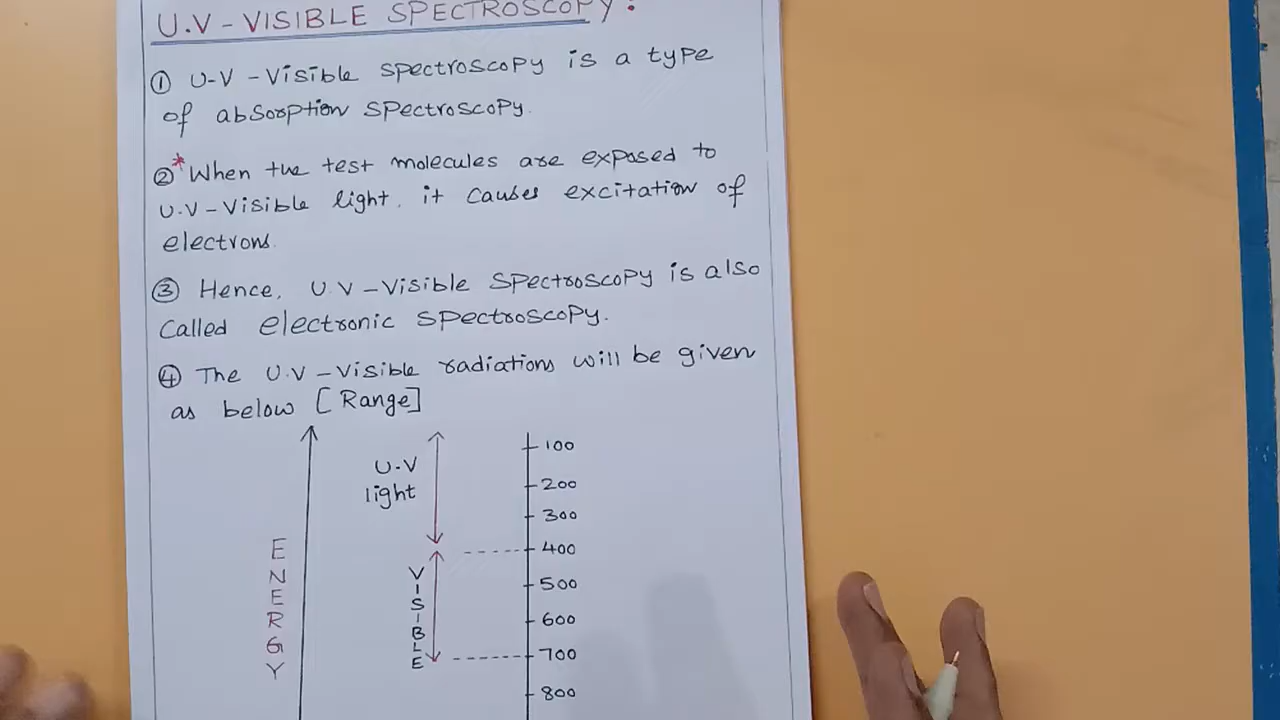 U.V - VISIBLE SPECTROSCOPY:
① U-V - Visible spectroscopy is a type
of absorption spectroscopy.
② *When the test molecules are exposed to
U.V - Visible light, it causes excitation of
electrons.
③ Hence, U.V - Visible spectroscopy is also
called electronic spectroscopy.
④ The U.V - Visible radiations will be given
as below [Range]
100
U.V
200
light
300
ENERGY
400
VISIBLE
500
600
700
800